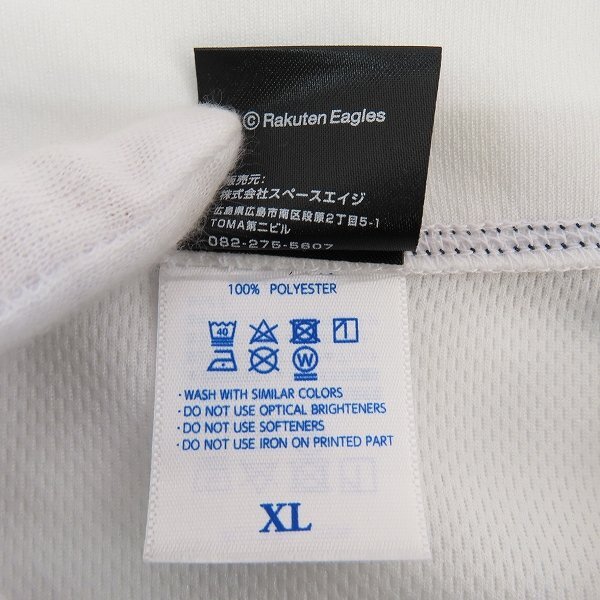 © Rakuten Eagles
販売元:
株式会社スペースエイジ
広島県広島市南区段原2丁目5-1
TOMA第二ビル
082-275-5607
100% POLYESTER
40
W
· WASH WITH SIMILAR COLORS
· DO NOT USE OPTICAL BRIGHTENERS
· DO NOT USE SOFTENERS
· DO NOT USE IRON ON PRINTED PART
XL